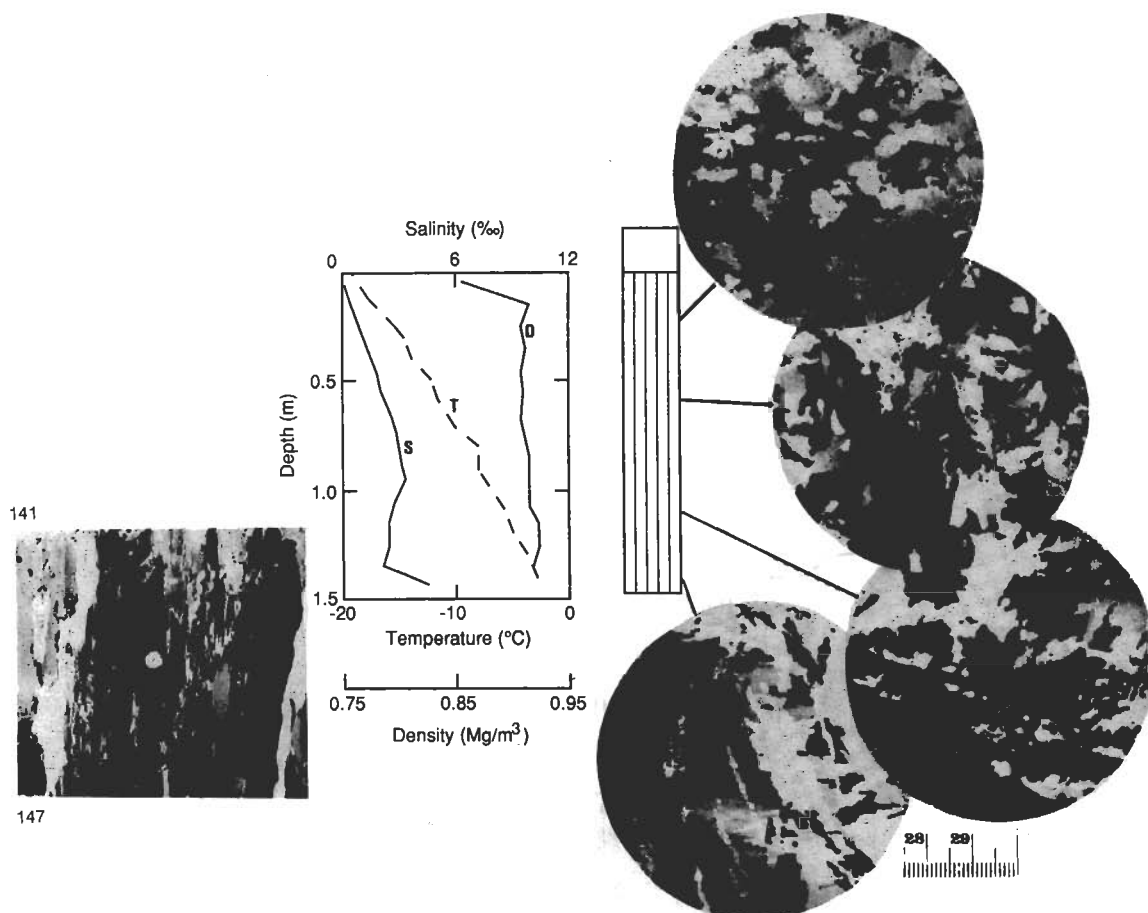 Salinity (‰)
0 6 12
D
0.5
T
Depth (m)
S
1.0
1.5
-20 -10 0
Temperature (°C)
0.75 0.85 0.95
Density (Mg/m³)
141
147
28 29